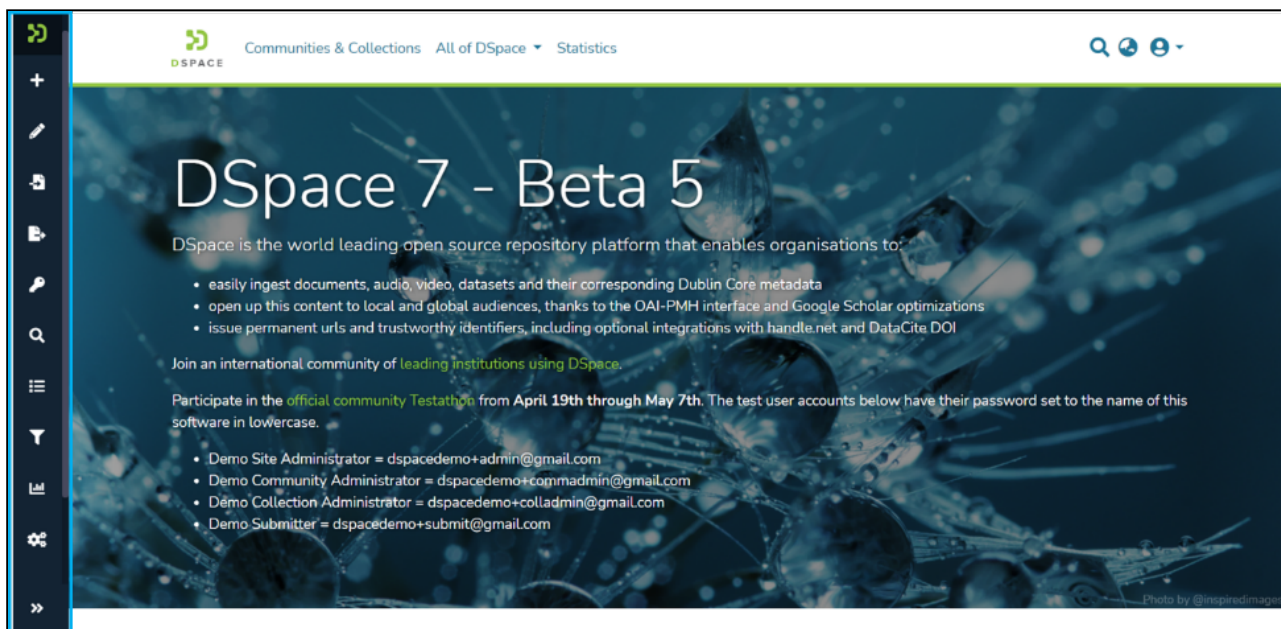 DSPACE
Communities & Collections All of DSpace Statistics
DSpace 7 - Beta 5
DSpace is the world leading open source repository platform that enables organisations to:
• easily ingest documents, audio, video, datasets and their corresponding Dublin Core metadata
• open up this content to local and global audiences, thanks to the OAI-PMH interface and Google Scholar optimizations
• issue permanent urls and trustworthy identifiers, including optional integrations with handle.net and DataCite DOI
Join an international community of leading institutions using DSpace.
Participate in the official community Testathon from April 19th through May 7th. The test user accounts below have their password set to the name of this
software in lowercase.
• Demo Site Administrator = dspacedemo+admin@gmail.com
• Demo Community Administrator = dspacedemo+commadmin@gmail.com
• Demo Collection Administrator = dspacedemo+colladmin@gmail.com
• Demo Submitter = dspacedemo+submit@gmail.com
Photo by @inspiredimages